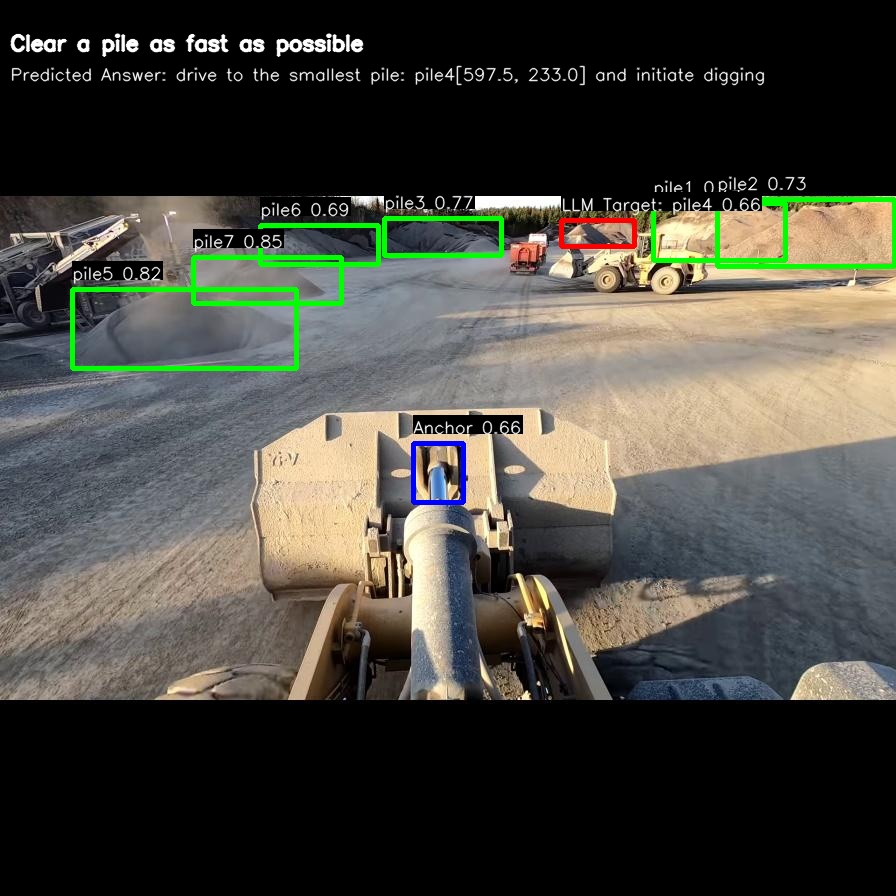 Clear a pile as fast as possible
Predicted Answer: drive to the smallest pile: pile4[597.5, 233.0] and initiate digging
pile1 0.
pile2 0.73
pile6 0.69
pile3 0.77
LLM Target: pile4 0.66
pile7 0.85
pile5 0.82
Anchor 0.66